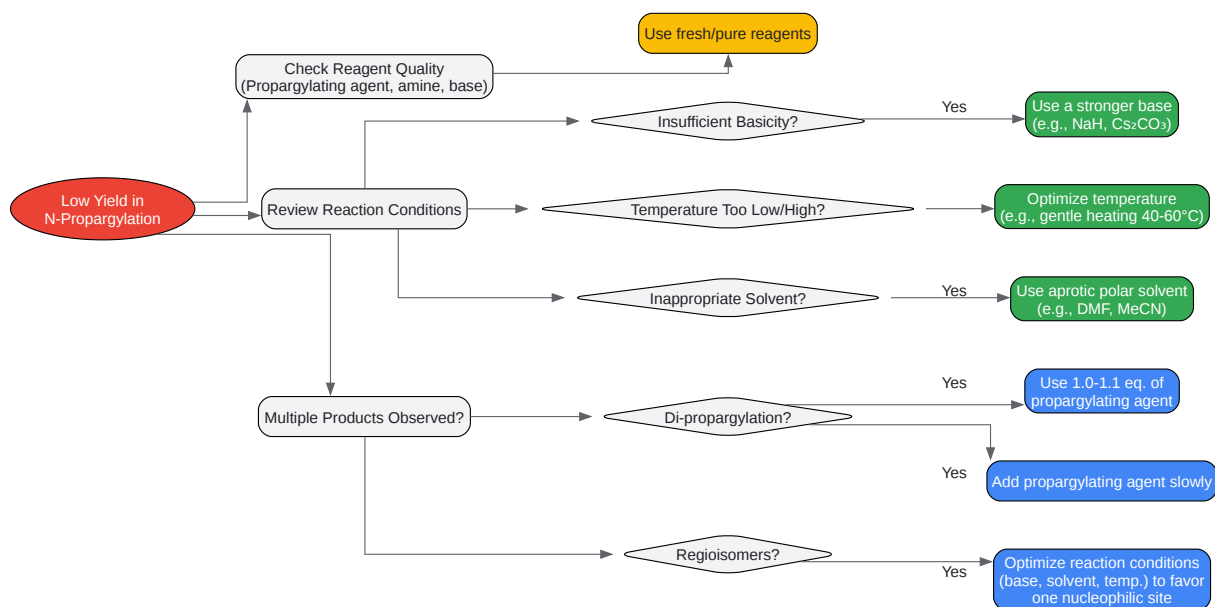 Use fresh/pure reagents
Check Reagent Quality
(Propargylating agent, amine, base)
Insufficient Basicity?
Yes
Use a stronger base
(e.g., NaH, Cs₂CO₃)
Low Yield in
N-Propargylation
Review Reaction Conditions
Temperature Too Low/High?
Optimize temperature
(e.g., gentle heating 40-60°C)
Inappropriate Solvent?
Yes
Use aprotic polar solvent
(e.g., DMF, MeCN)
Multiple Products Observed?
Di-propargylation?
Yes
Use 1.0-1.1 eq. of
propargylating agent
Yes
Add propargylating agent slowly
Regioisomers?
Yes
Optimize reaction conditions
(base, solvent, temp.) to favor
one nucleophilic site